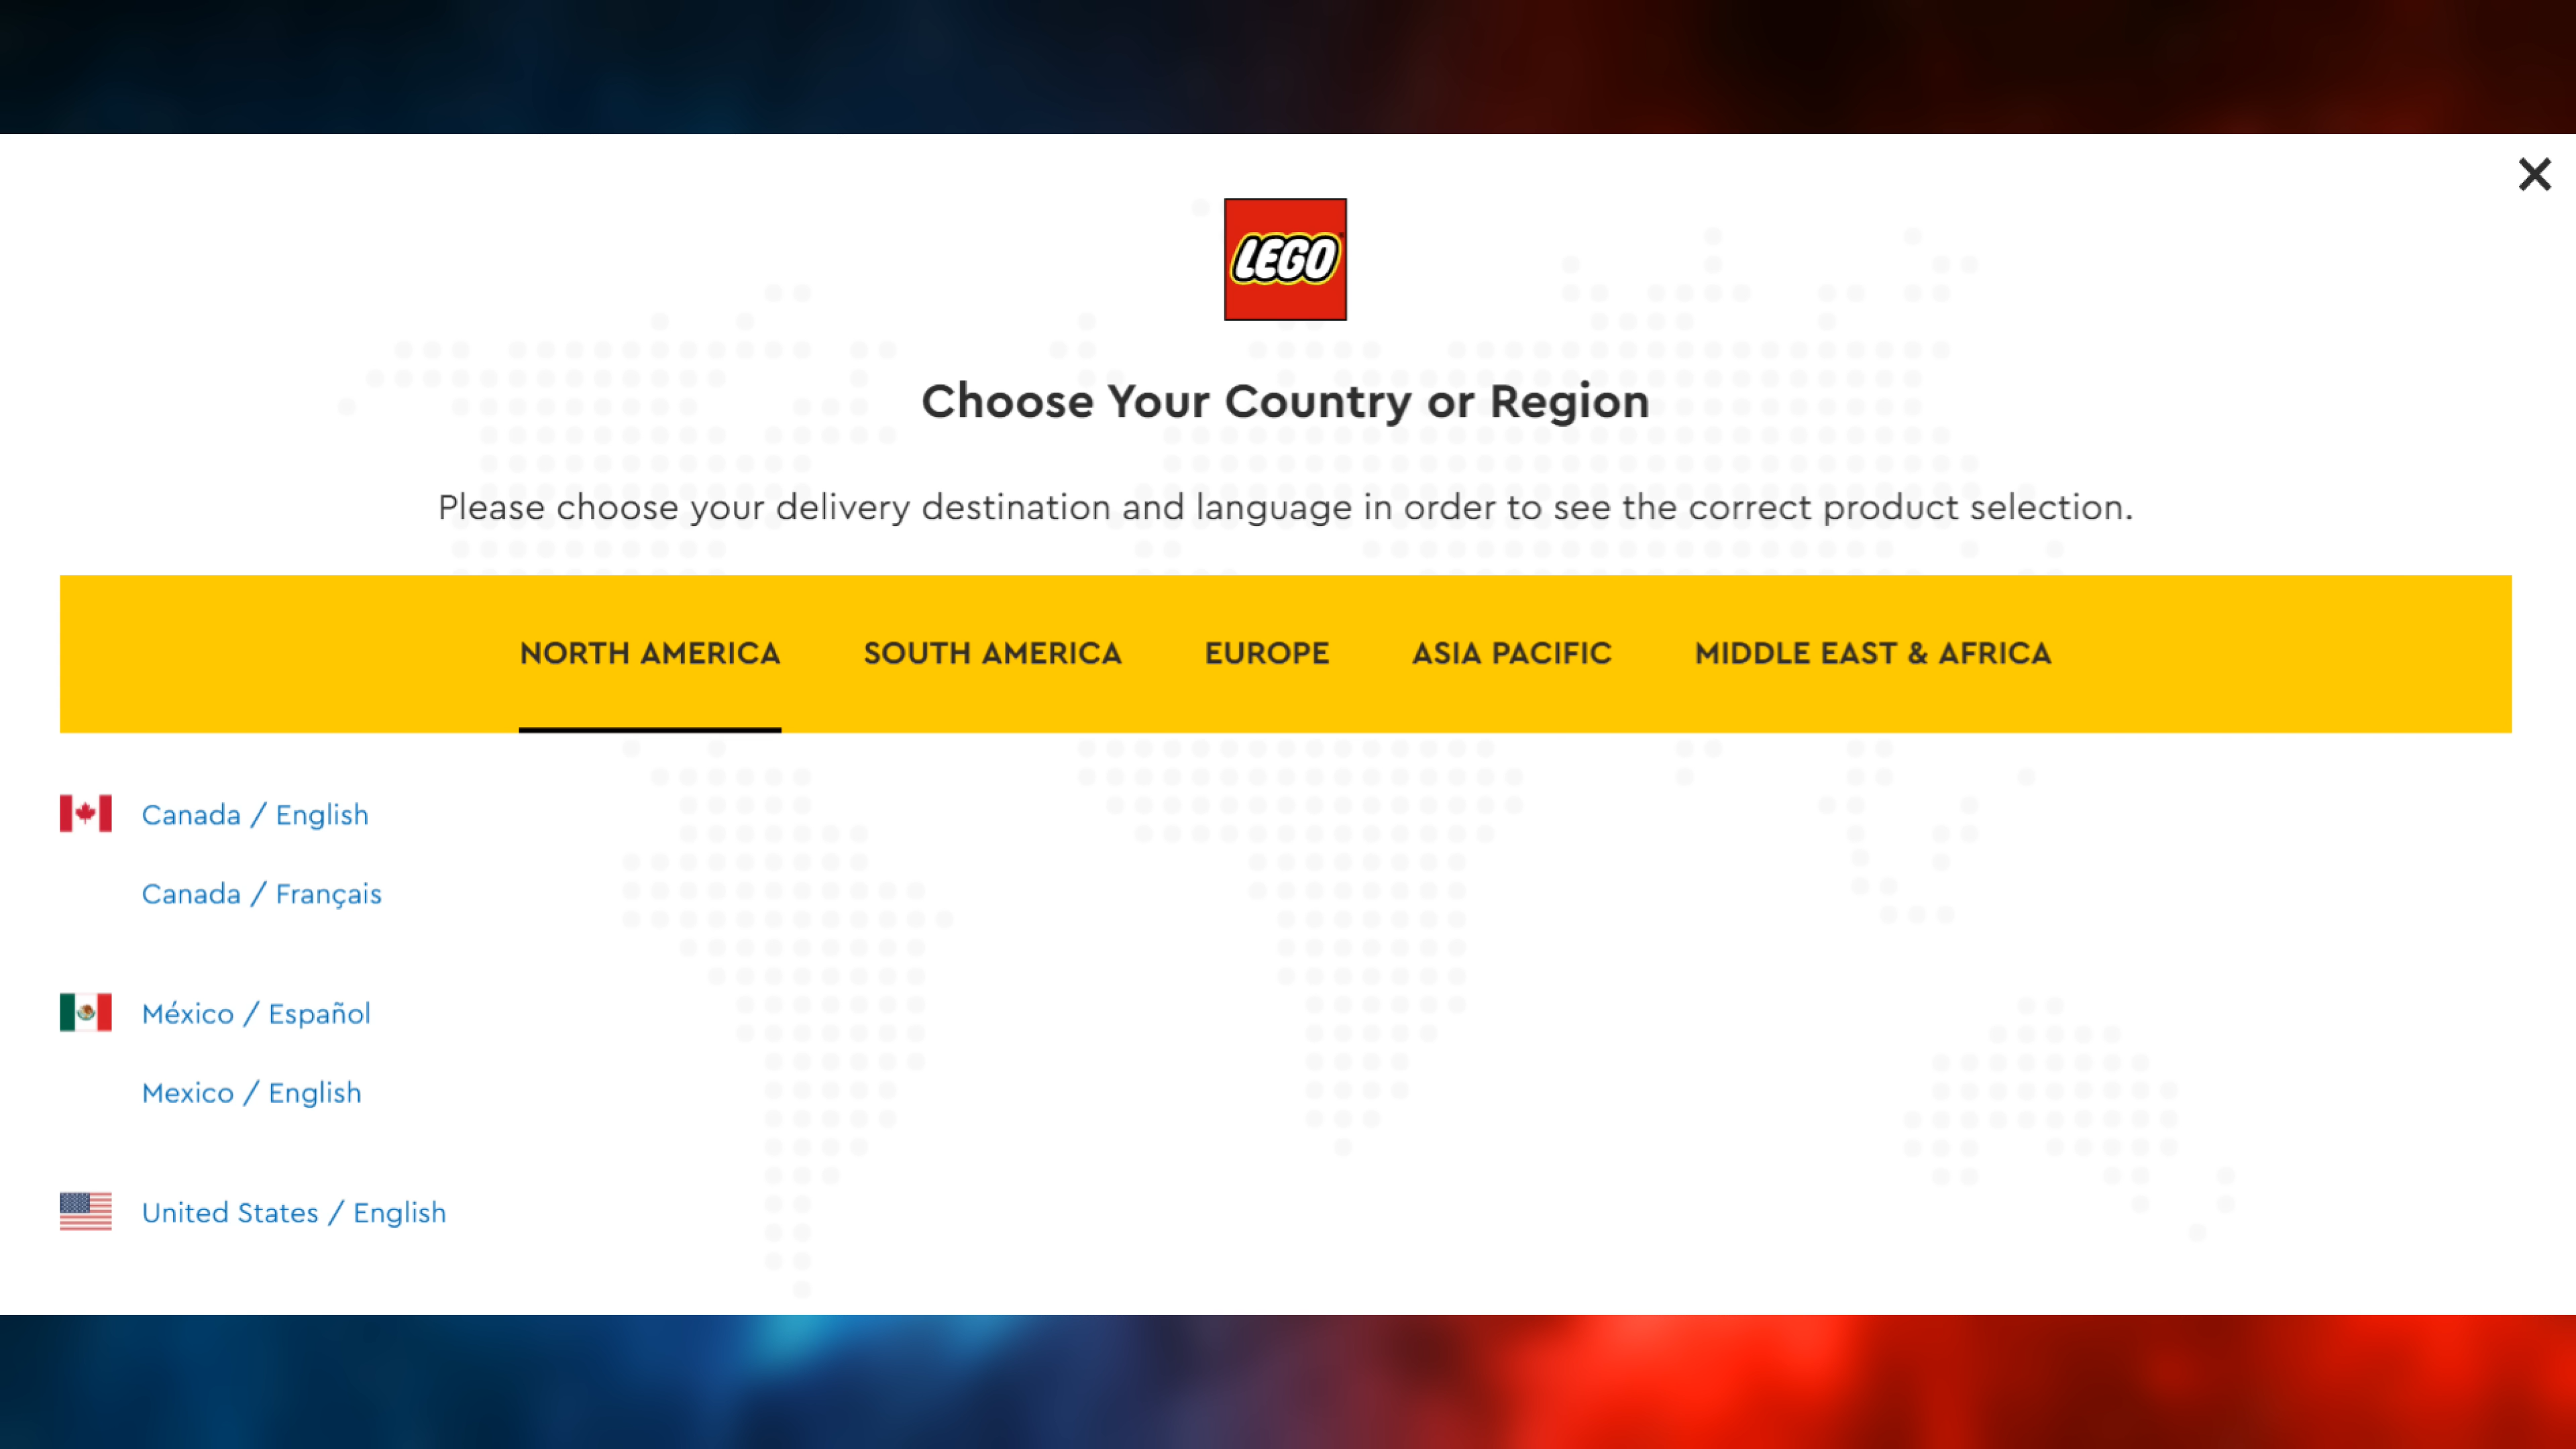 LEGO
Choose Your Country or Region
Please choose your delivery destination and language in order to see the correct product selection.
NORTH AMERICA SOUTH AMERICA EUROPE ASIA PACIFIC MIDDLE EAST & AFRICA
Canada / English
Canada / Français
México / Español
Mexico / English
United States / English